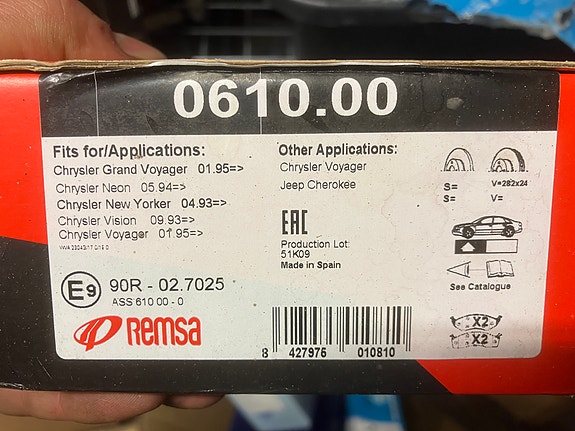 0610.00
Fits for/Applications:
Chrysler Grand Voyager 01.95=>
Chrysler Neon 05.94=>
Chrysler New Yorker 04.93=>
Chrysler Vision 09.93=>
Chrysler Voyager 01.95=>
E9 90R - 02.7025
ASS 610 00 - 0
REMSA
Other Applications:
Chrysler Voyager
Jeep Cherokee
EAC
Production Lot:
51K09
Made in Spain
8 427975 010810
V=282x24
S=
S= V=
See Catalogue
X2
X2